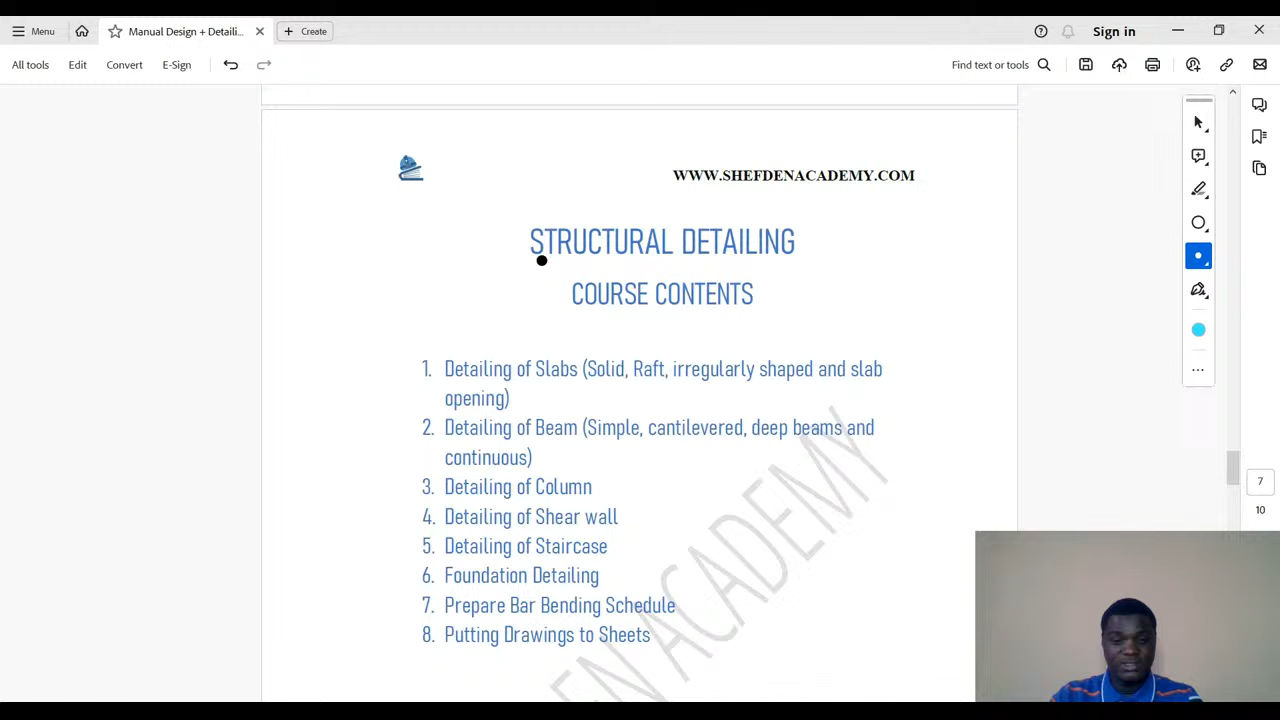 Menu
Manual Design + Detaili...
Create
Sign in
All tools
Edit
Convert
E-Sign
Find text or tools
WWW.SHEFDENACADEMY.COM
STRUCTURAL DETAILING
COURSE CONTENTS
1. Detailing of Slabs (Solid, Raft, irregularly shaped and slab
opening)
2. Detailing of Beam (Simple, cantilevered, deep beams and
continuous)
3. Detailing of Column
4. Detailing of Shear wall
5. Detailing of Staircase
6. Foundation Detailing
7. Prepare Bar Bending Schedule
8. Putting Drawings to Sheets
EN ACADEMY
7
10